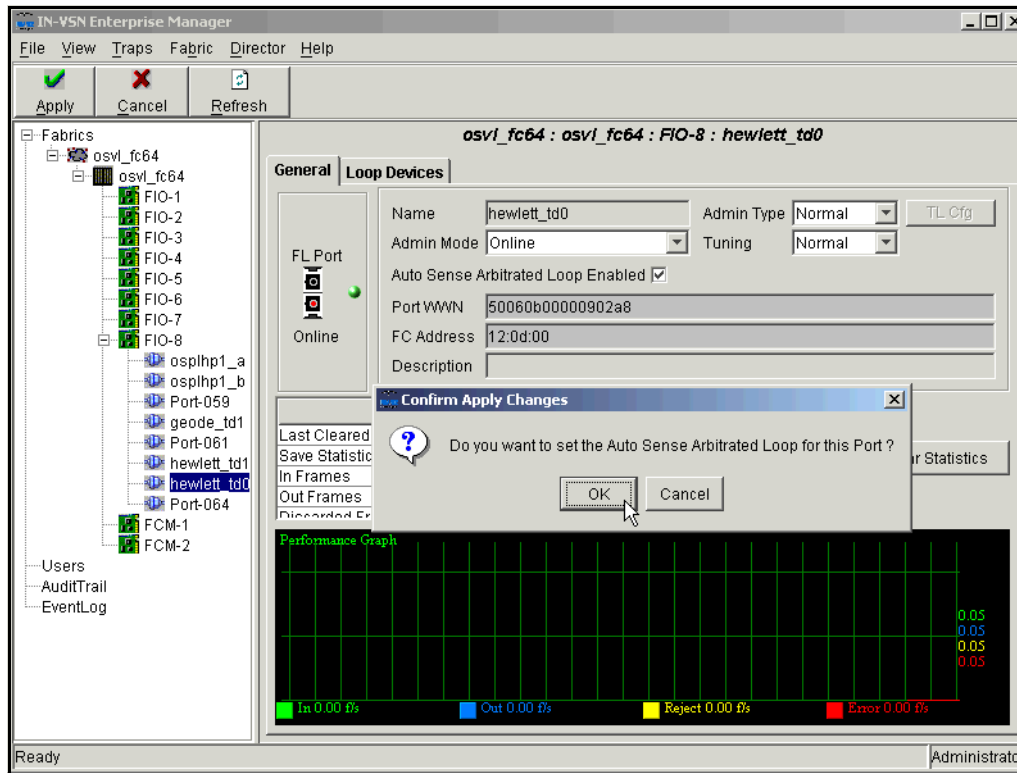 IN-VSN Enterprise Manager
File View Traps Fabric Director Help
Apply Cancel Refresh
Fabrics
osvl_fc64
osvl_fc64
FIO-1
FIO-2
FIO-3
FIO-4
FIO-5
FIO-6
FIO-7
FIO-8
osplhp1_a
osplhp1_b
Port-059
geode_td1
Port-061
hewlett_td1
hewlett_td0
Port-064
FCM-1
FCM-2
Users
AuditTrail
EventLog
osvl_fc64 : osvl_fc64 : FIO-8 : hewlett_td0
General Loop Devices
FL Port
Online
Name hewlett_td0 Admin Type Normal TL Cfg
Admin Mode Online Tuning Normal
Auto Sense Arbitrated Loop Enabled
Port WWN 50060b00000902a8
FC Address 12:0d:00
Description
Confirm Apply Changes
Do you want to set the Auto Sense Arbitrated Loop for this Port ?
OK Cancel
Last Cleared
Save Statistic
In Frames
Out Frames
Discarded Fr
r Statistics
Performance Graph
0.05
0.05
0.05
0.05
In 0.00 f/s Out 0.00 f/s Reject 0.00 f/s Error 0.00 f/s
Ready Administrato